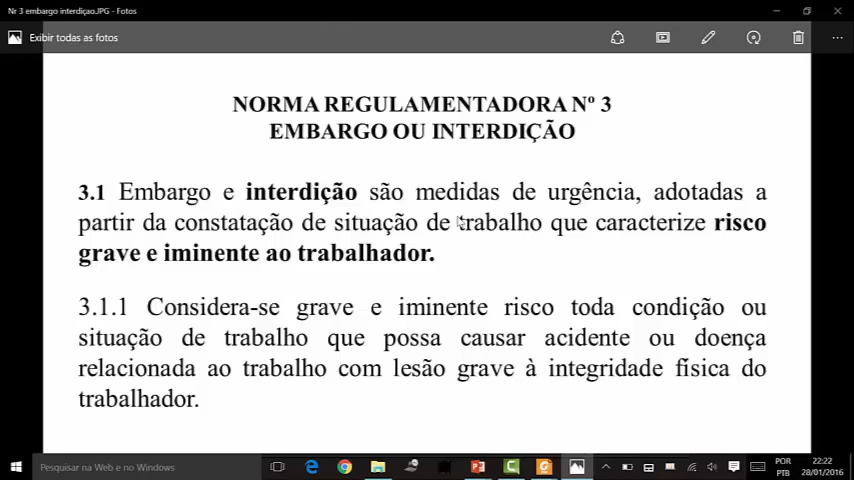 Nr 3 embargo interdiçao.JPG - Fotos
Exibir todas as fotos
NORMA REGULAMENTADORA Nº 3
EMBARGO OU INTERDIÇÃO
3.1 Embargo e interdição são medidas de urgência, adotadas a
partir da constatação de situação de trabalho que caracterize risco
grave e iminente ao trabalhador.
3.1.1 Considera-se grave e iminente risco toda condição ou
situação de trabalho que possa causar acidente ou doença
relacionada ao trabalho com lesão grave à integridade física do
trabalhador.
Pesquisar na Web e no Windows
POR
PTB
22:22
28/01/2016